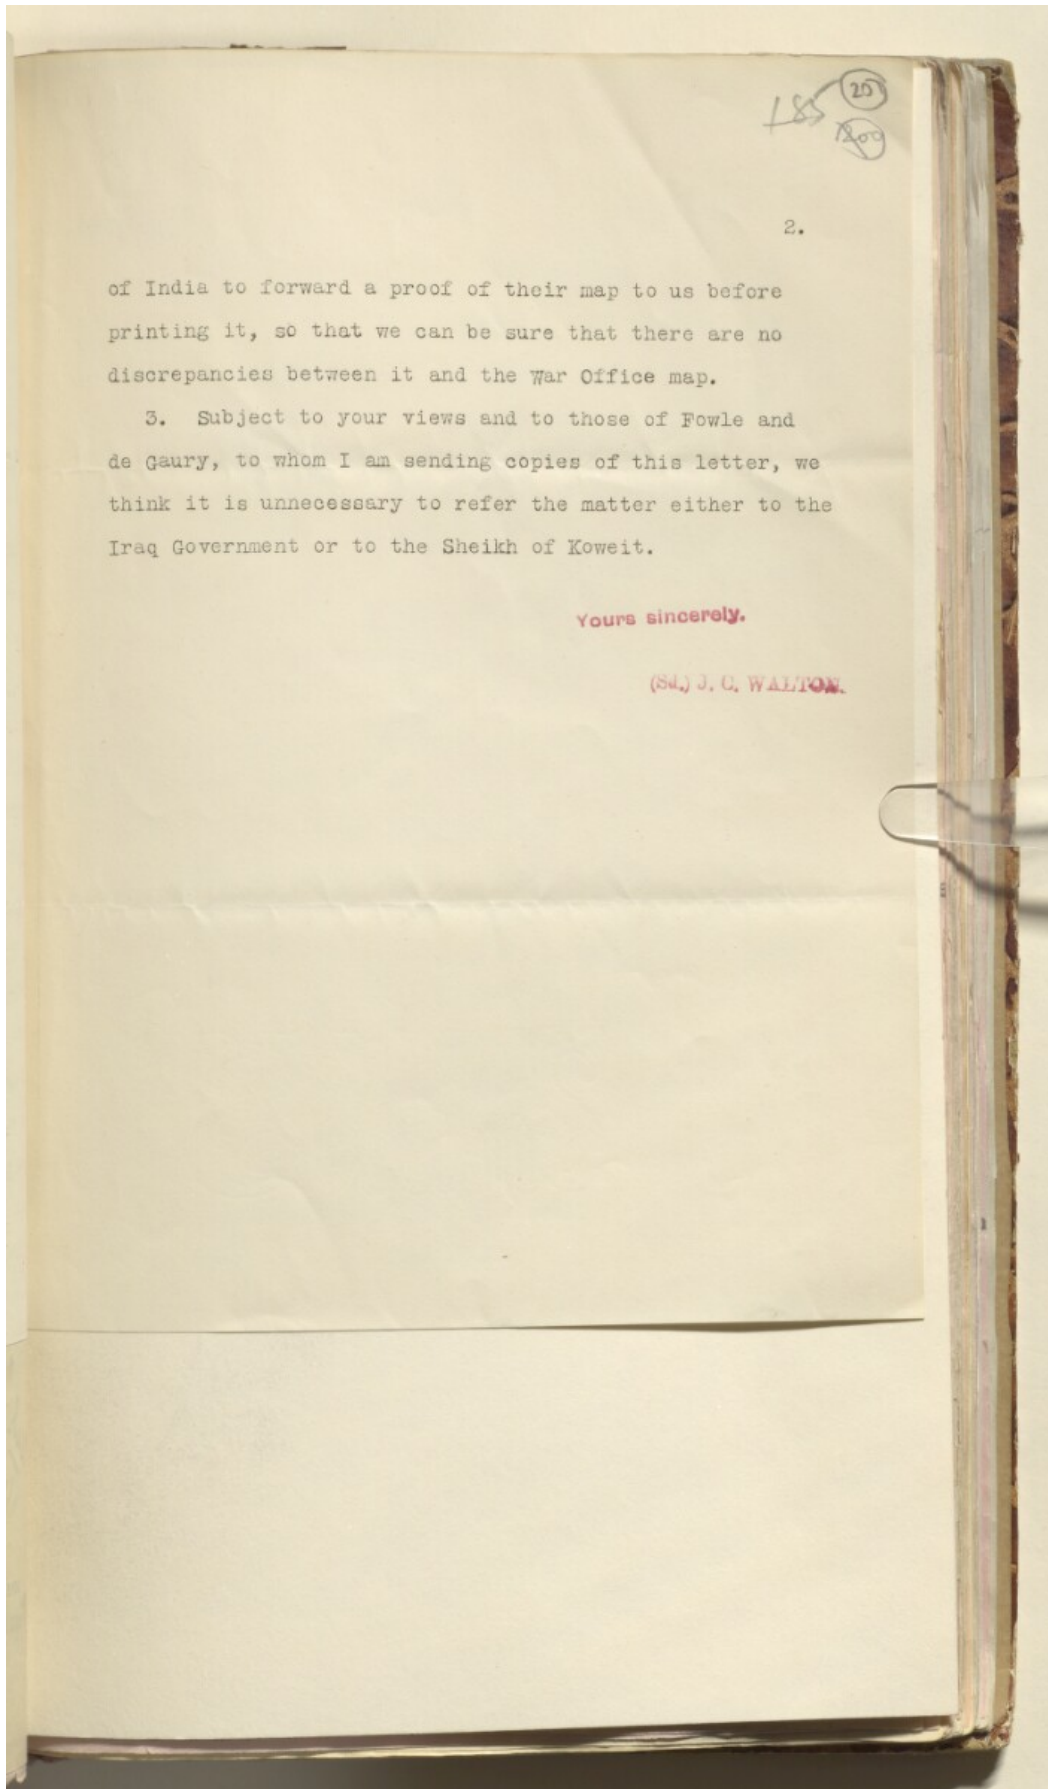 185
200
2.
of India to forward a proof of their map to us before
printing it, so that we can be sure that there are no
discrepancies between it and the War Office map.
3. Subject to your views and to those of Fowle and
de Gaury, to whom I am sending copies of this letter, we
think it is unnecessary to refer the matter either to the
Iraq Government or to the Sheikh of Koweit.
Yours sincerely.
(Sd.) J. C. WALTON.